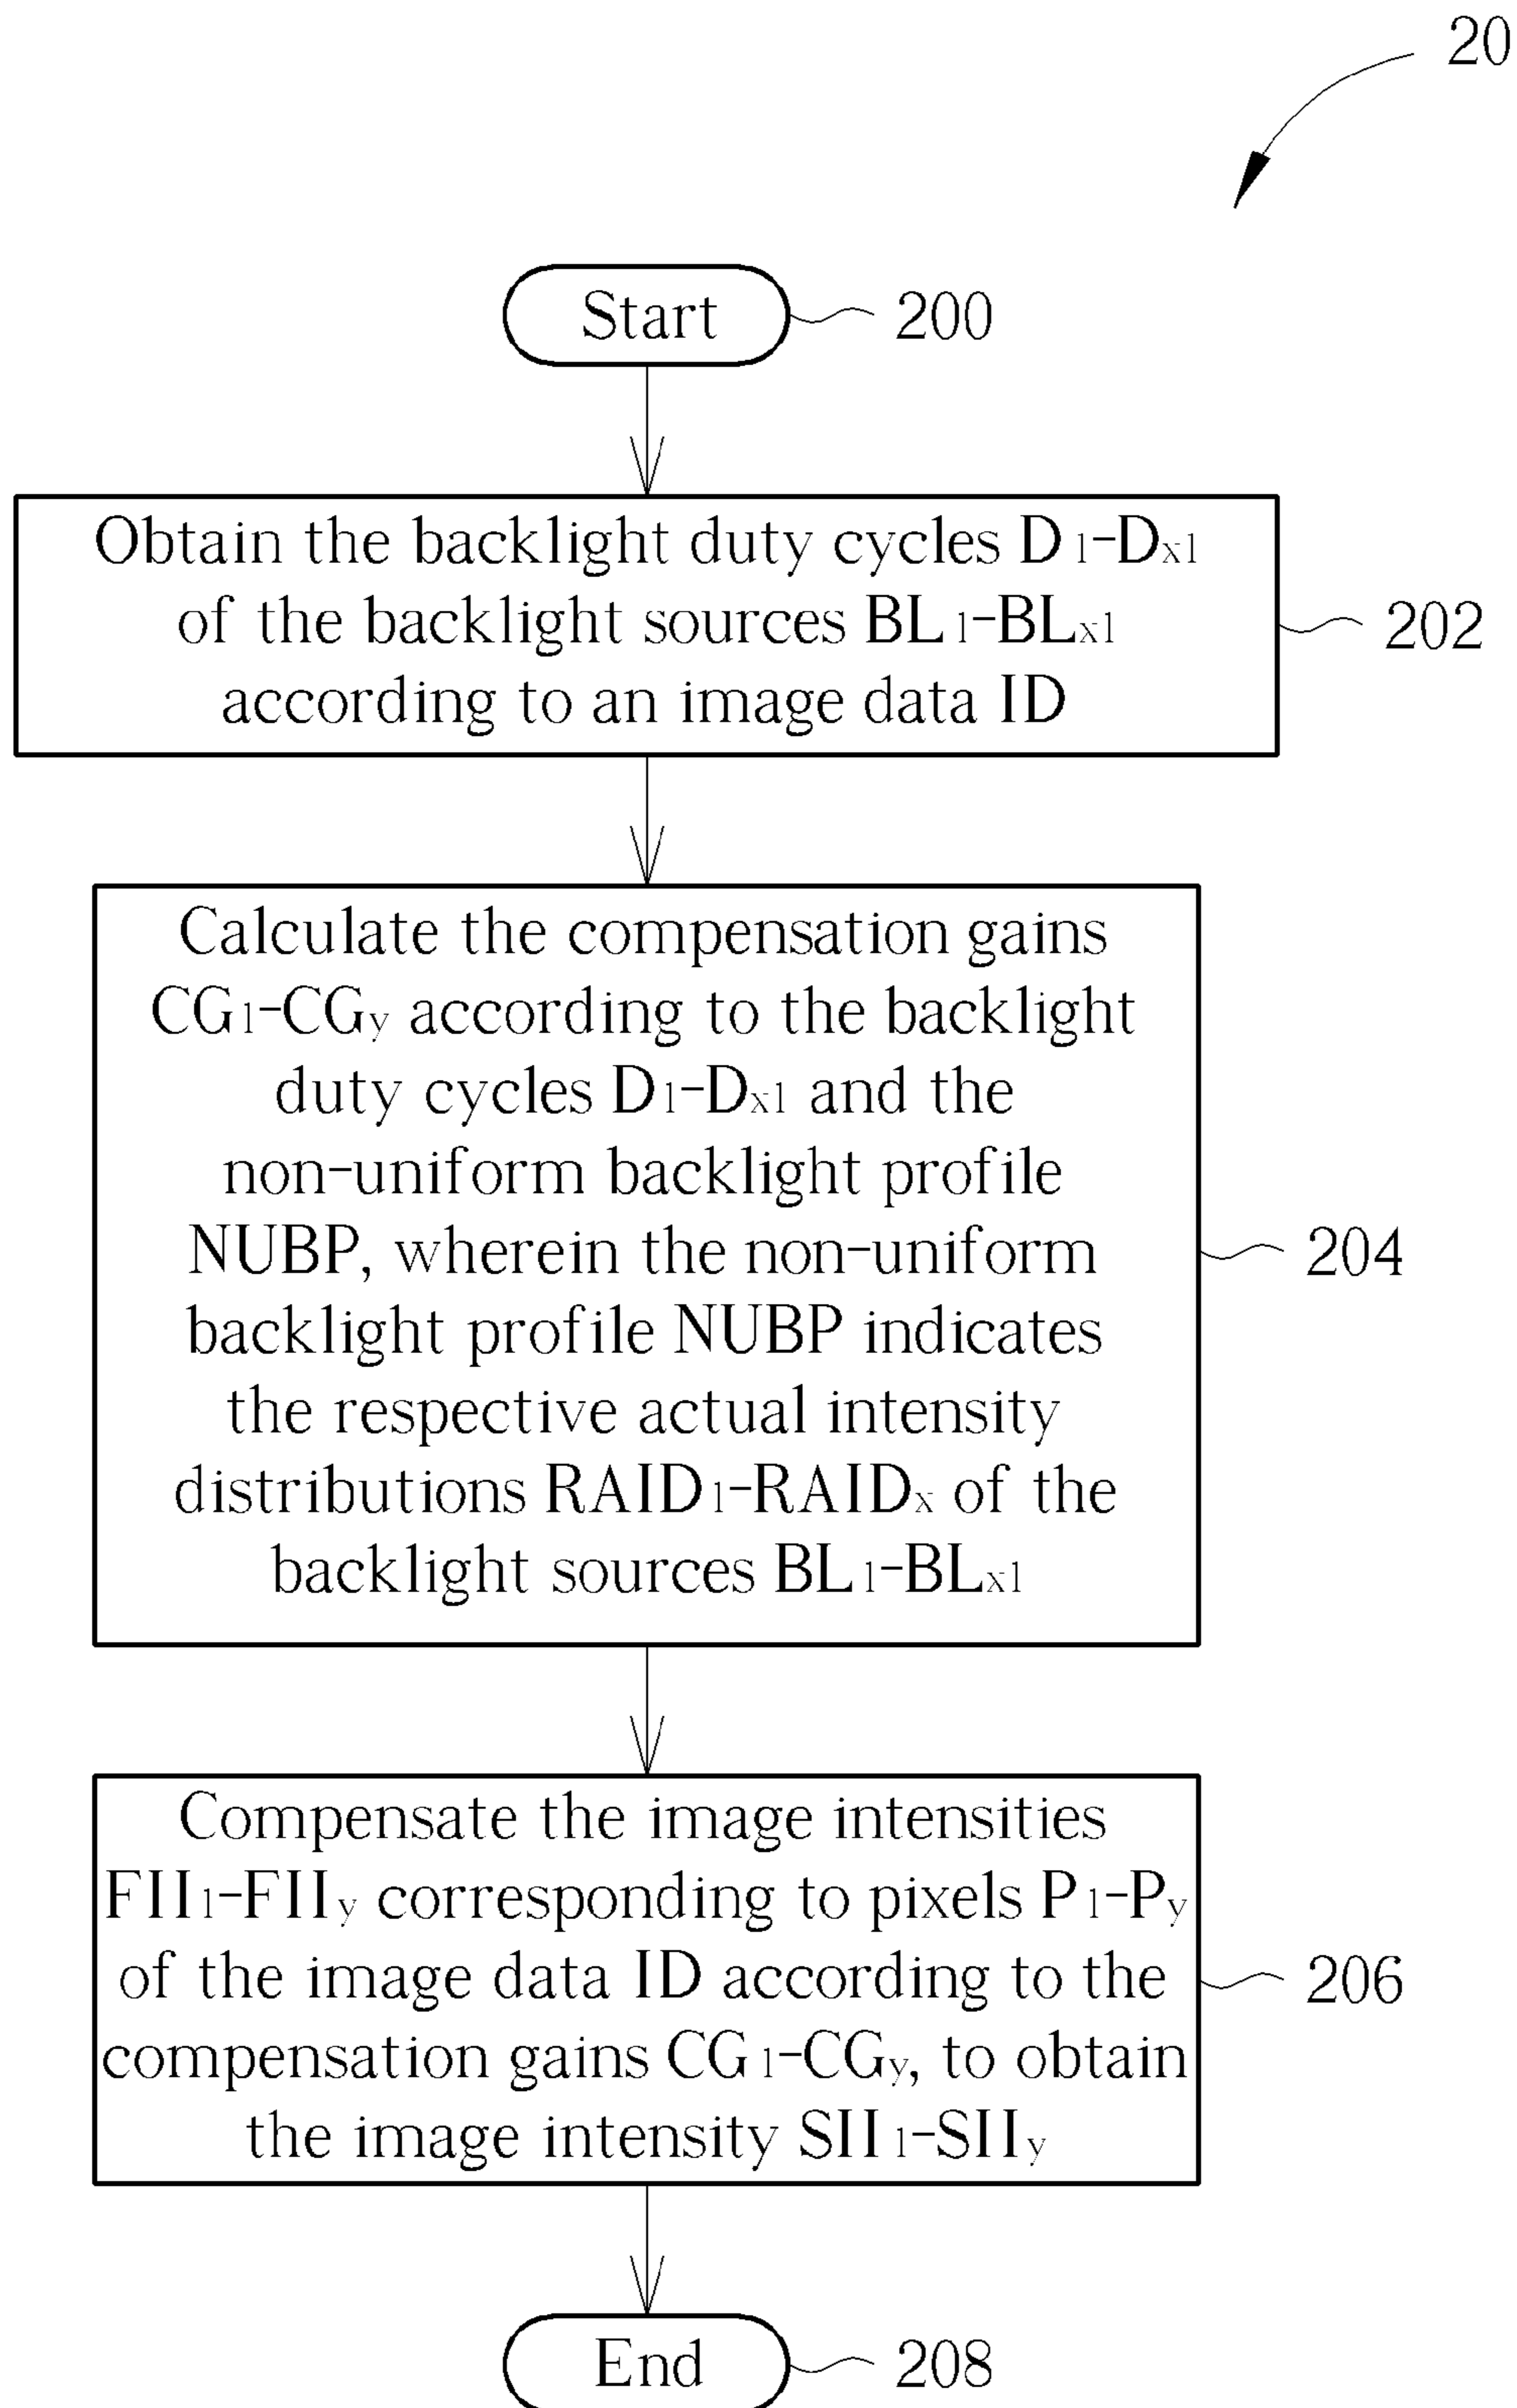 20
Start
200
Obtain the backlight duty cycles D1-Dx1
of the backlight sources BL1-BLx1
according to an image data ID
202
Calculate the compensation gains
CG1-CGy according to the backlight
duty cycles D1-Dx1 and the
non-uniform backlight profile
NUBP, wherein the non-uniform
backlight profile NUBP indicates
the respective actual intensity
distributions RAID1-RAIDx of the
backlight sources BL1-BLx1
204
Compensate the image intensities
FII1-FIIy corresponding to pixels P1-Py
of the image data ID according to the
compensation gains CG1-CGy, to obtain
the image intensity SII1-SIIy
206
End
208